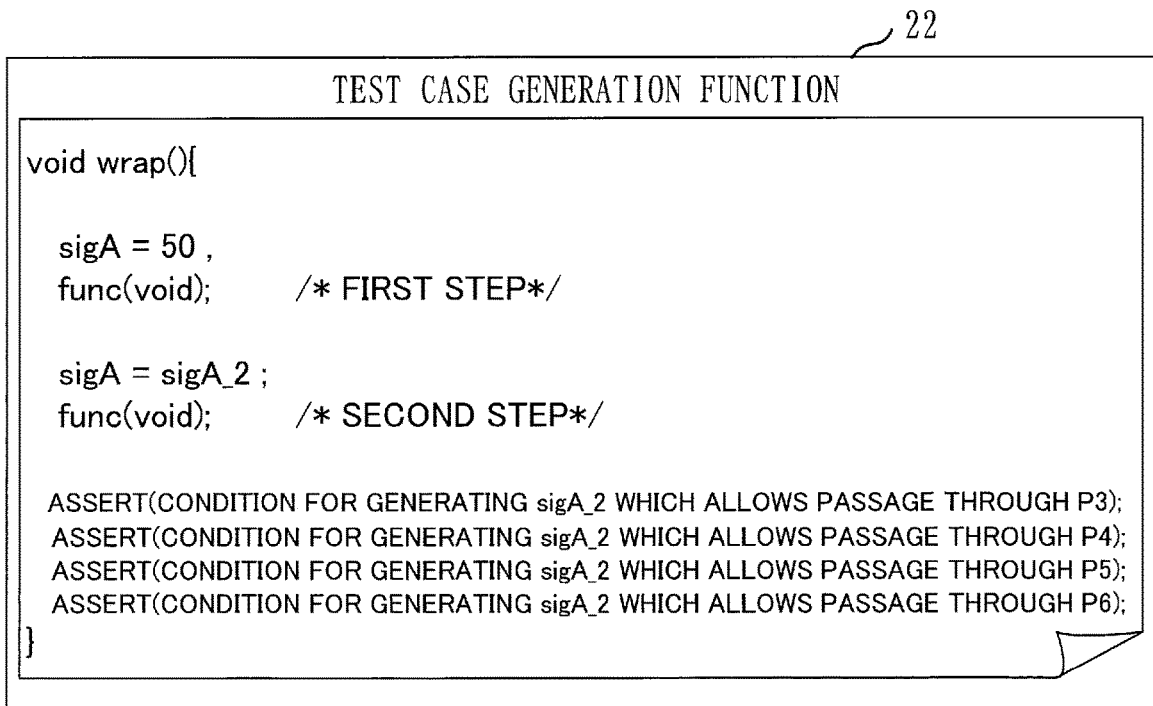 22
TEST CASE GENERATION FUNCTION
void wrap(){
sigA = 50 ,
func(void); /* FIRST STEP*/
sigA = sigA_2 ;
func(void); /* SECOND STEP*/
ASSERT(CONDITION FOR GENERATING sigA_2 WHICH ALLOWS PASSAGE THROUGH P3);
ASSERT(CONDITION FOR GENERATING sigA_2 WHICH ALLOWS PASSAGE THROUGH P4);
ASSERT(CONDITION FOR GENERATING sigA_2 WHICH ALLOWS PASSAGE THROUGH P5);
ASSERT(CONDITION FOR GENERATING sigA_2 WHICH ALLOWS PASSAGE THROUGH P6);
}